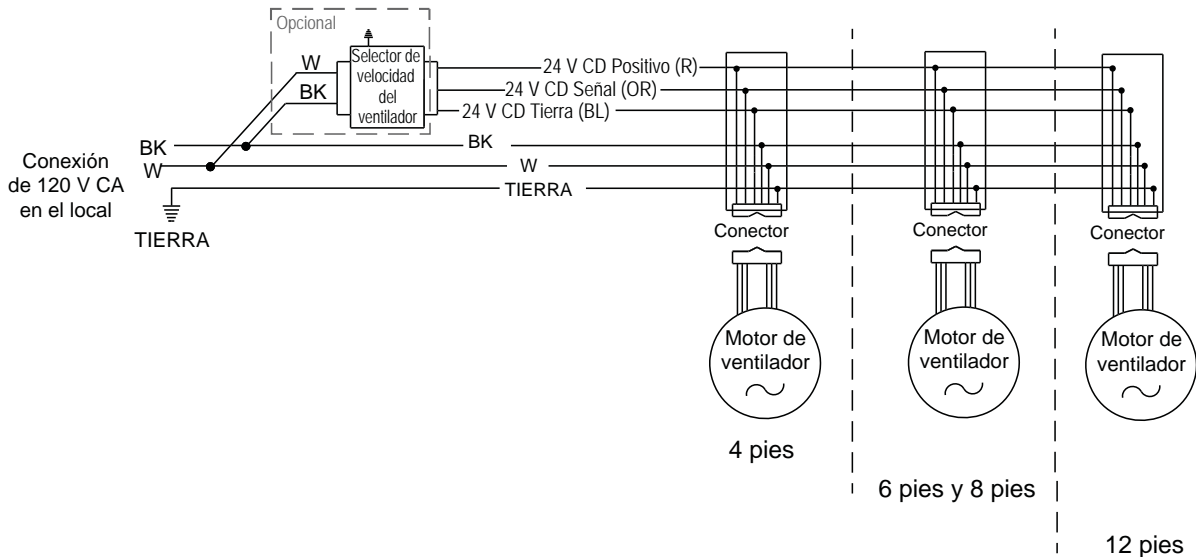 Opcional
W
BK
Selector de
velocidad
del
ventilador
24 V CD Positivo (R)
24 V CD Señal (OR)
24 V CD Tierra (BL)
Conexión
de 120 V CA
en el local
BK
W
BK
W
TIERRA
TIERRA
Conector
Conector
Conector
Motor de
ventilador
Motor de
ventilador
Motor de
ventilador
4 pies
6 pies y 8 pies
12 pies